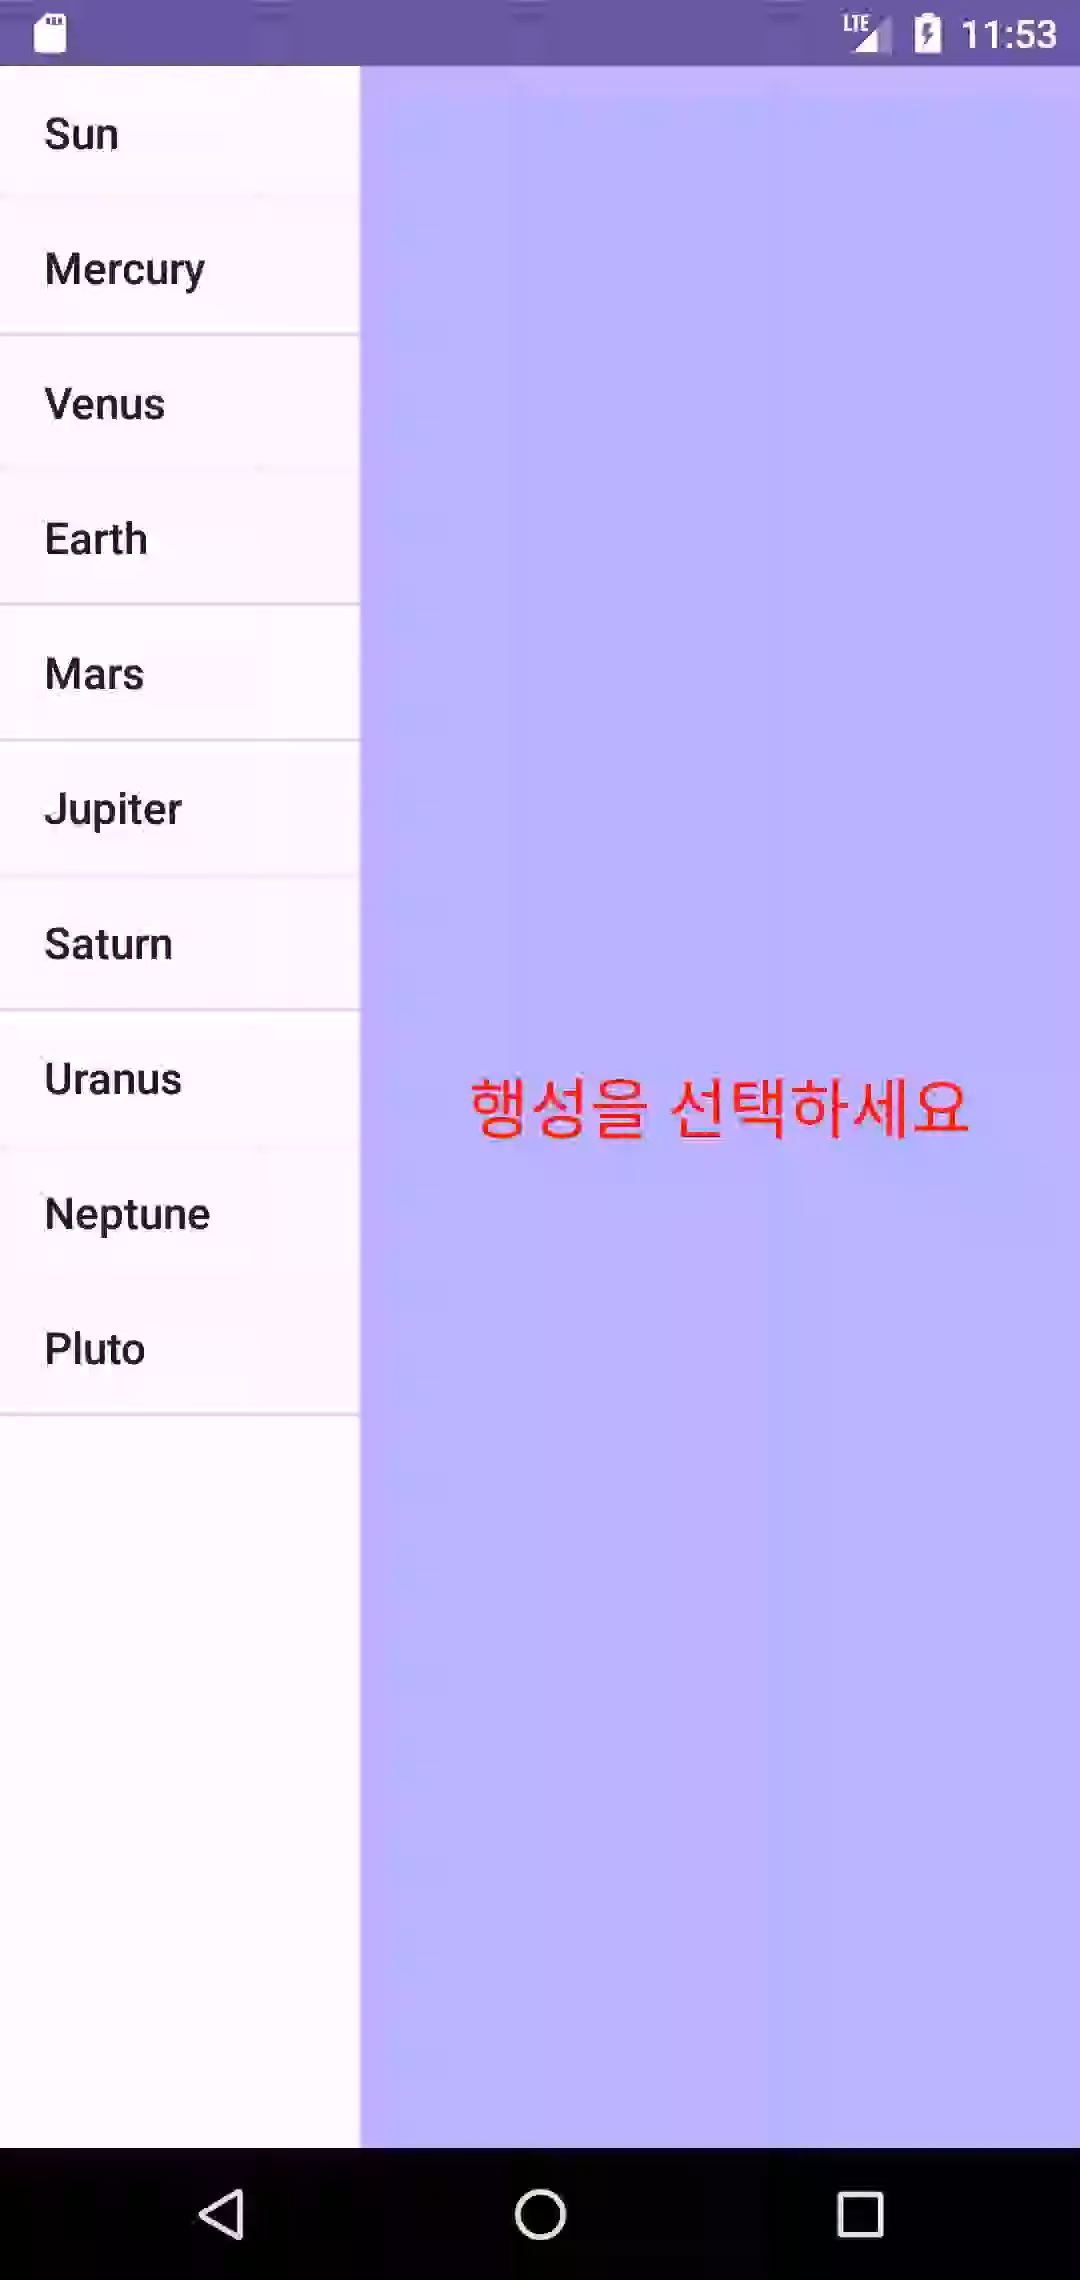 LTE 11:53
Sun
Mercury
Venus
Earth
Mars
Jupiter
Saturn
Uranus
행성을 선택하세요
Neptune
Pluto